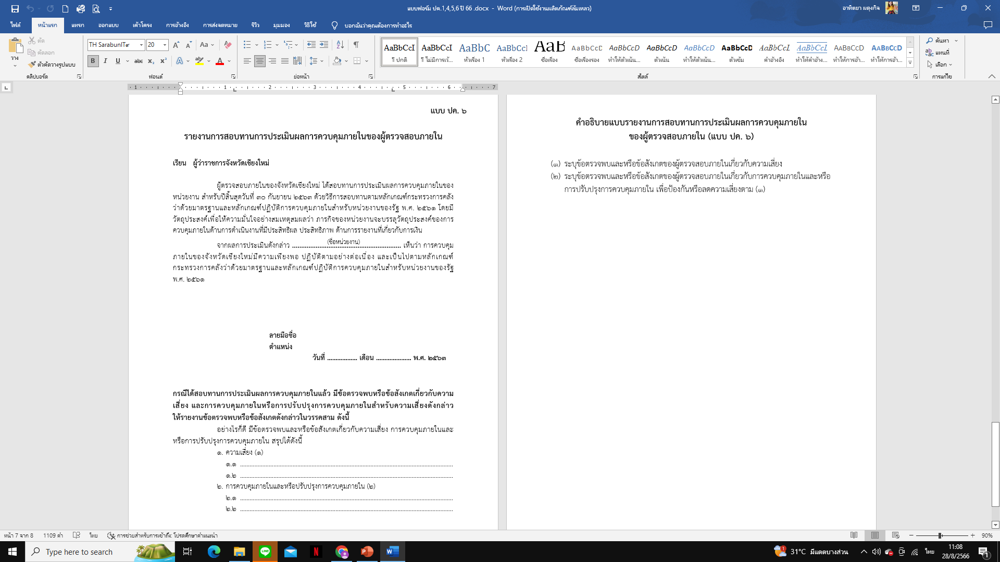 แบบฟอร์ม ปค.1,4,5,6 ปี 66 .docx - Word (การเปิดใช้งานผลิตภัณฑ์ล้มเหลว)
อาทิตยา ผดุงกิจ
ไฟล์ หน้าแรก แทรก ออกแบบ เค้าโครง การอ้างอิง การส่งจดหมาย รีวิว มุมมอง วิธีใช้ บอกฉันว่าคุณต้องการทำอะไร
วาง
ตัด
คัดลอก
ตัวคัดวางรูปแบบ
คลิปบอร์ด
TH SarabunIT๙ 20
ฟอนต์
ย่อหน้า
AaBbCcI AaBbCcI AaBbC AaBbCcI AaB AaBbCcD AaBbCcD AaBbCcD AaBbCcD AaBbCcD AaBbCcL AaBbCcL AaBbCcD AaBbCcD
¶ ปกติ ¶ ไม่มีการเว้... หัวเรื่อง 1 หัวเรื่อง 2 ชื่อเรื่อง ชื่อเรื่องรอง ทำให้ตัวเน้น... ตัวเน้น ทำให้ตัวเน้น... ตัวเข้ม คำอ้างอิง ทำให้คำอ้าง... ทำให้การอ้า... ทำให้การอ้า...
สไตล์
ค้นหา
แทนที่
เลือก
การแก้ไข
1 1 2 3 4 5 6 7
แบบ ปค. ๖
รายงานการสอบทานการประเมินผลการควบคุมภายในของผู้ตรวจสอบภายใน
เรียน ผู้ว่าราชการจังหวัดเชียงใหม่
ผู้ตรวจสอบภายในของจังหวัดเชียงใหม่ ได้สอบทานการประเมินผลการควบคุมภายในของ
หน่วยงาน สำหรับปีสิ้นสุดวันที่ ๓๐ กันยายน ๒๕๖๓ ด้วยวิธีการสอบทานตามหลักเกณฑ์กระทรวงการคลัง
ว่าด้วยมาตรฐานและหลักเกณฑ์ปฏิบัติการควบคุมภายในสำหรับหน่วยงานของรัฐ พ.ศ. ๒๕๖๑ โดยมี
วัตถุประสงค์เพื่อให้ความมั่นใจอย่างสมเหตุสมผลว่า ภารกิจของหน่วยงานจะบรรลุวัตถุประสงค์ของการ
ควบคุมภายในด้านการดำเนินงานที่มีประสิทธิผล ประสิทธิภาพ ด้านการรายงานที่เกี่ยวกับการเงิน
(ชื่อหน่วยงาน)
จากผลการประเมินดังกล่าว ............................................................ เห็นว่า การควบคุม
ภายในของจังหวัดเชียงใหม่มีความเพียงพอ ปฏิบัติตามอย่างต่อเนื่อง และเป็นไปตามหลักเกณฑ์
กระทรวงการคลังว่าด้วยมาตรฐานและหลักเกณฑ์ปฏิบัติการควบคุมภายในสำหรับหน่วยงานของรัฐ
พ.ศ. ๒๕๖๑
ลายมือชื่อ
ตำแหน่ง
วันที่ .................. เดือน ..................... พ.ศ. ๒๕๖๓
กรณีได้สอบทานการประเมินผลการควบคุมภายในแล้ว มีข้อตรวจพบหรือข้อสังเกตเกี่ยวกับความ
เสี่ยง และการควบคุมภายในหรือการปรับปรุงการควบคุมภายในสำหรับความเสี่ยงดังกล่าว
ให้รายงานข้อตรวจพบหรือข้อสังเกตดังกล่าวในวรรคสาม ดังนี้
อย่างไรก็ดี มีข้อตรวจพบและหรือข้อสังเกตเกี่ยวกับความเสี่ยง การควบคุมภายในและ
หรือการปรับปรุงการควบคุมภายใน สรุปได้ดังนี้
๑. ความเสี่ยง (๑)
๑.๑ ....................................................................................
๑.๒ ....................................................................................
๒. การควบคุมภายในและหรือปรับปรุงการควบคุมภายใน (๒)
๒.๑ ....................................................................................
๒.๒ ....................................................................................
คำอธิบายแบบรายงานการสอบทานการประเมินผลการควบคุมภายใน
ของผู้ตรวจสอบภายใน (แบบ ปค. ๖)
(๑) ระบุข้อตรวจพบและหรือข้อสังเกตของผู้ตรวจสอบภายในเกี่ยวกับความเสี่ยง
(๒) ระบุข้อตรวจพบและหรือข้อสังเกตของผู้ตรวจสอบภายในเกี่ยวกับการควบคุมภายในและหรือ
การปรับปรุงการควบคุมภายใน เพื่อป้องกันหรือลดความเสี่ยงตาม (๑)
หน้า 7 จาก 8 1109 คำ ไทย การช่วยสำหรับการเข้าถึง: โปรดศึกษาคำแนะนำ
90%
Type here to search
31°C มีแดดบางส่วน
ไทย
11:08
28/8/2566